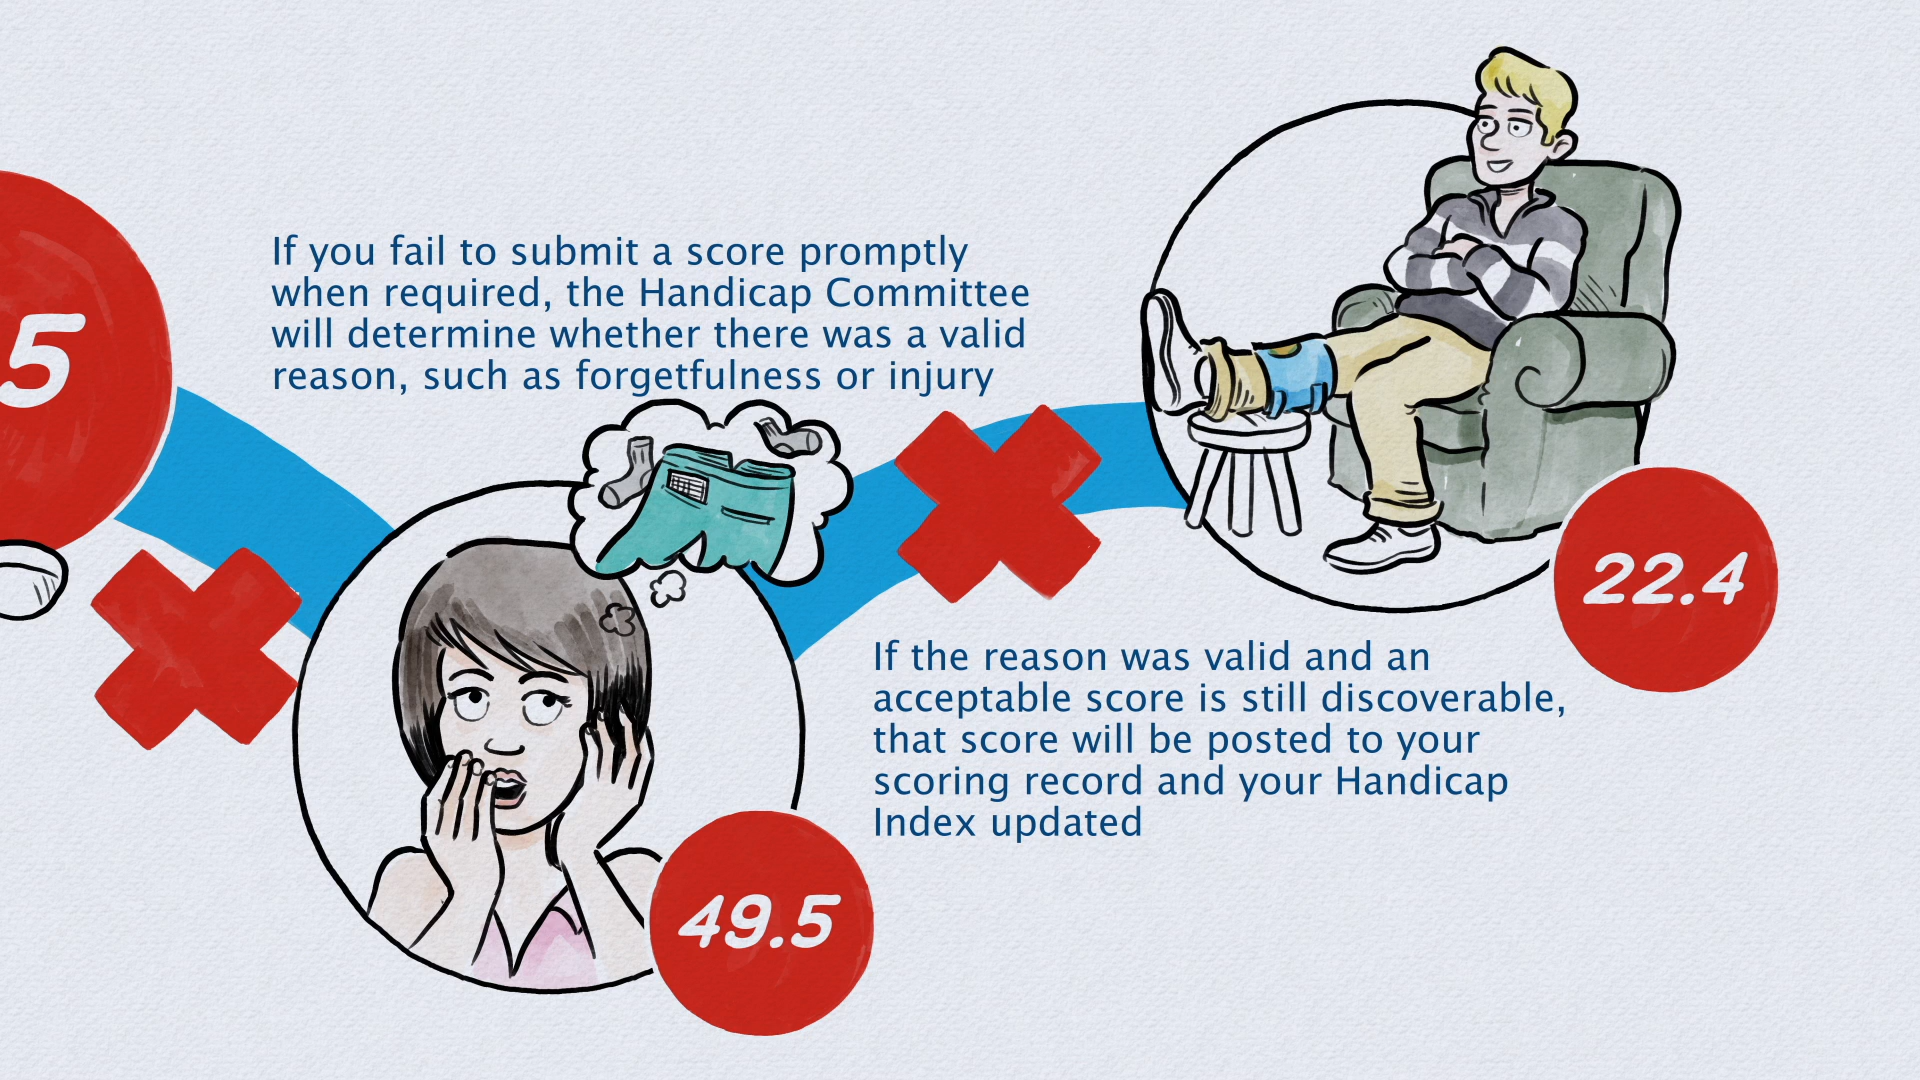 5
If you fail to submit a score promptly
when required, the Handicap Committee
will determine whether there was a valid
reason, such as forgetfulness or injury
22.4
If the reason was valid and an
acceptable score is still discoverable,
that score will be posted to your
scoring record and your Handicap
Index updated
49.5